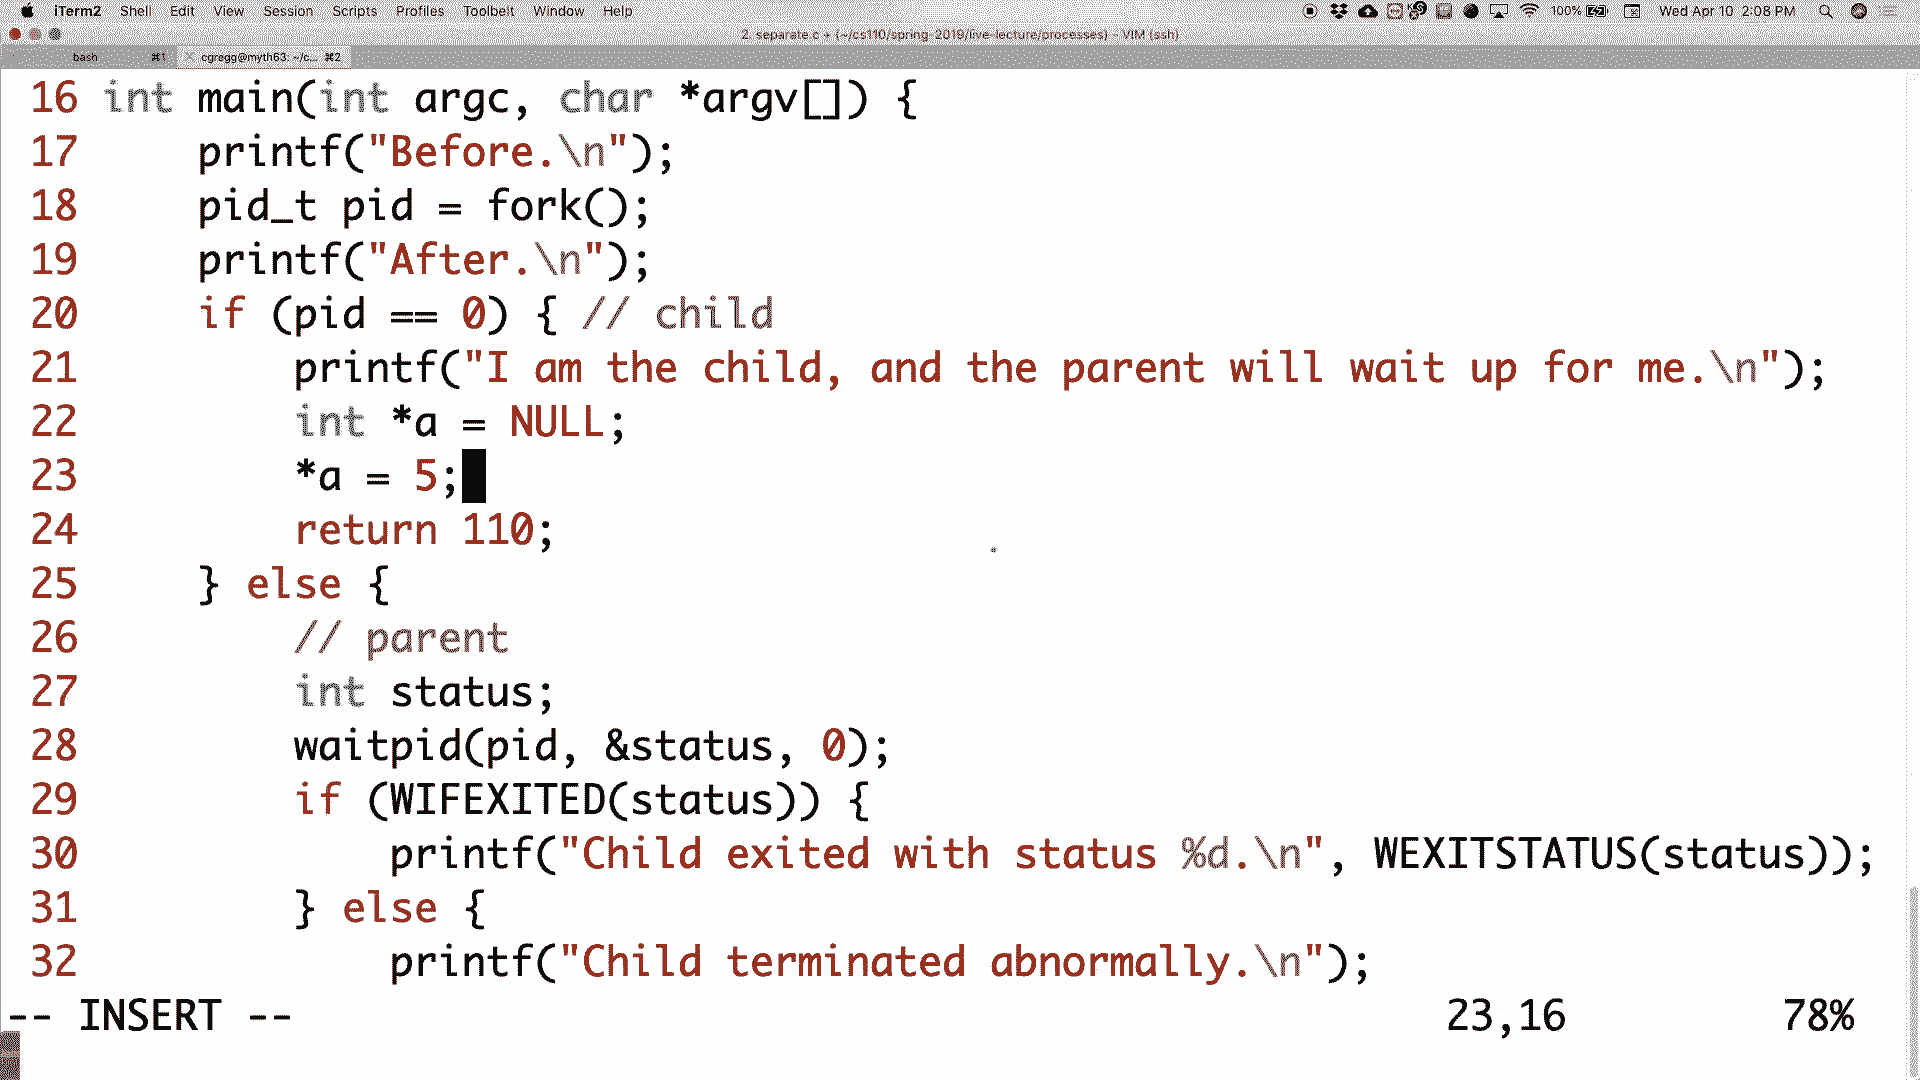 iTerm2 Shell Edit View Session Scripts Profiles Toolbelt Window Help 100% Wed Apr 10 2:08 PM
2. separate.c + (~/cs110/spring-2019/live-lecture/processes) - VIM (ssh)
bash ⌘1 cgregg@myth63: ~/c... ⌘2
16 int main(int argc, char *argv[]) {
17     printf("Before.\n");
18     pid_t pid = fork();
19     printf("After.\n");
20     if (pid == 0) { // child
21         printf("I am the child, and the parent will wait up for me.\n");
22         int *a = NULL;
23         *a = 5;
24         return 110;
25     } else {
26         // parent
27         int status;
28         waitpid(pid, &status, 0);
29         if (WIFEXITED(status)) {
30             printf("Child exited with status %d.\n", WEXITSTATUS(status));
31         } else {
32             printf("Child terminated abnormally.\n");
-- INSERT -- 23,16 78%